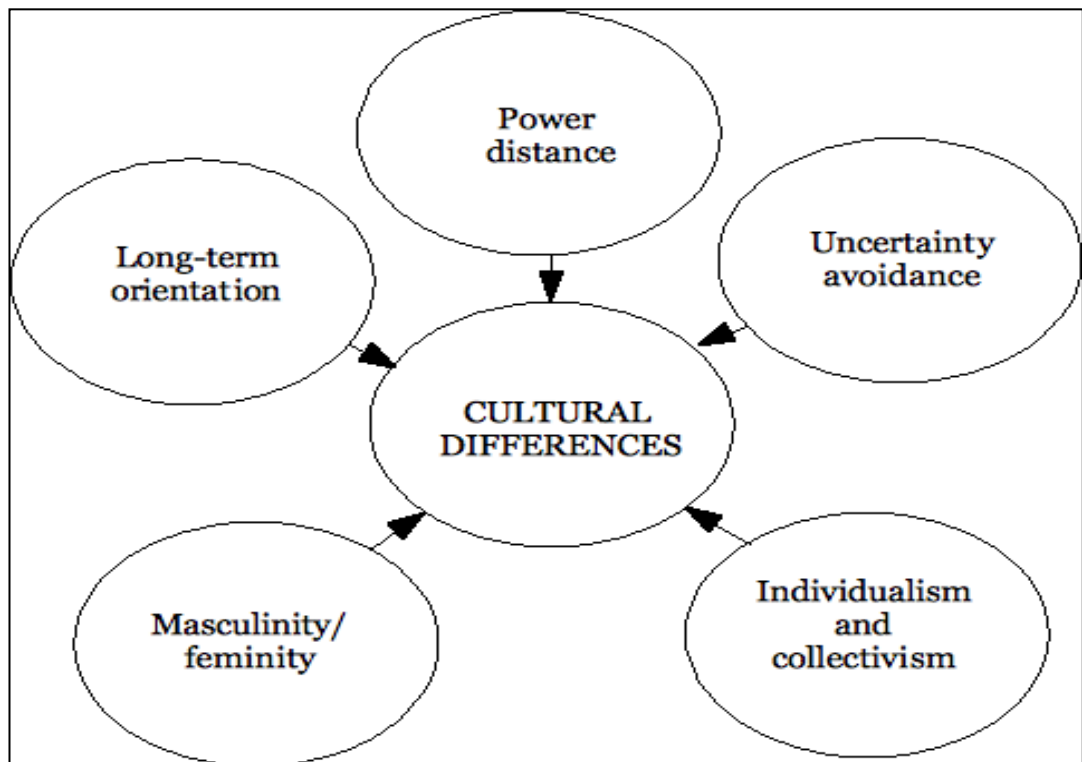 Power
distance
Long-term
orientation
Uncertainty
avoidance
CULTURAL
DIFFERENCES
Masculinity/
feminity
Individualism
and
collectivism